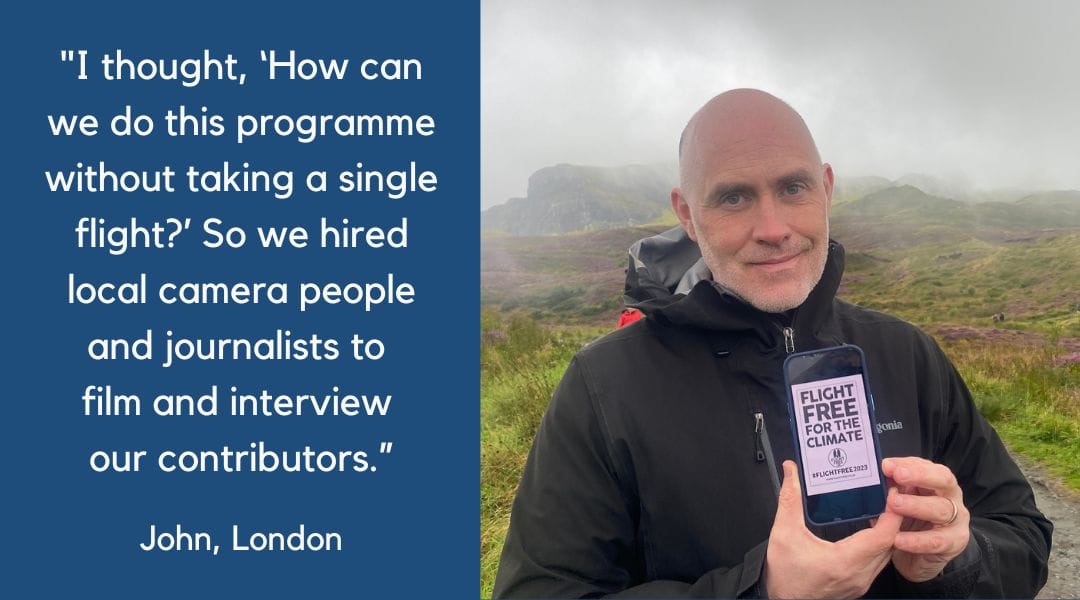 "I thought, ‘How can
we do this programme
without taking a single
flight?’ So we hired
local camera people
and journalists to
film and interview
our contributors.”
John, London
FLIGHT
FREE
FOR THE
CLIMATE
#FLIGHTFREE2023
gonia